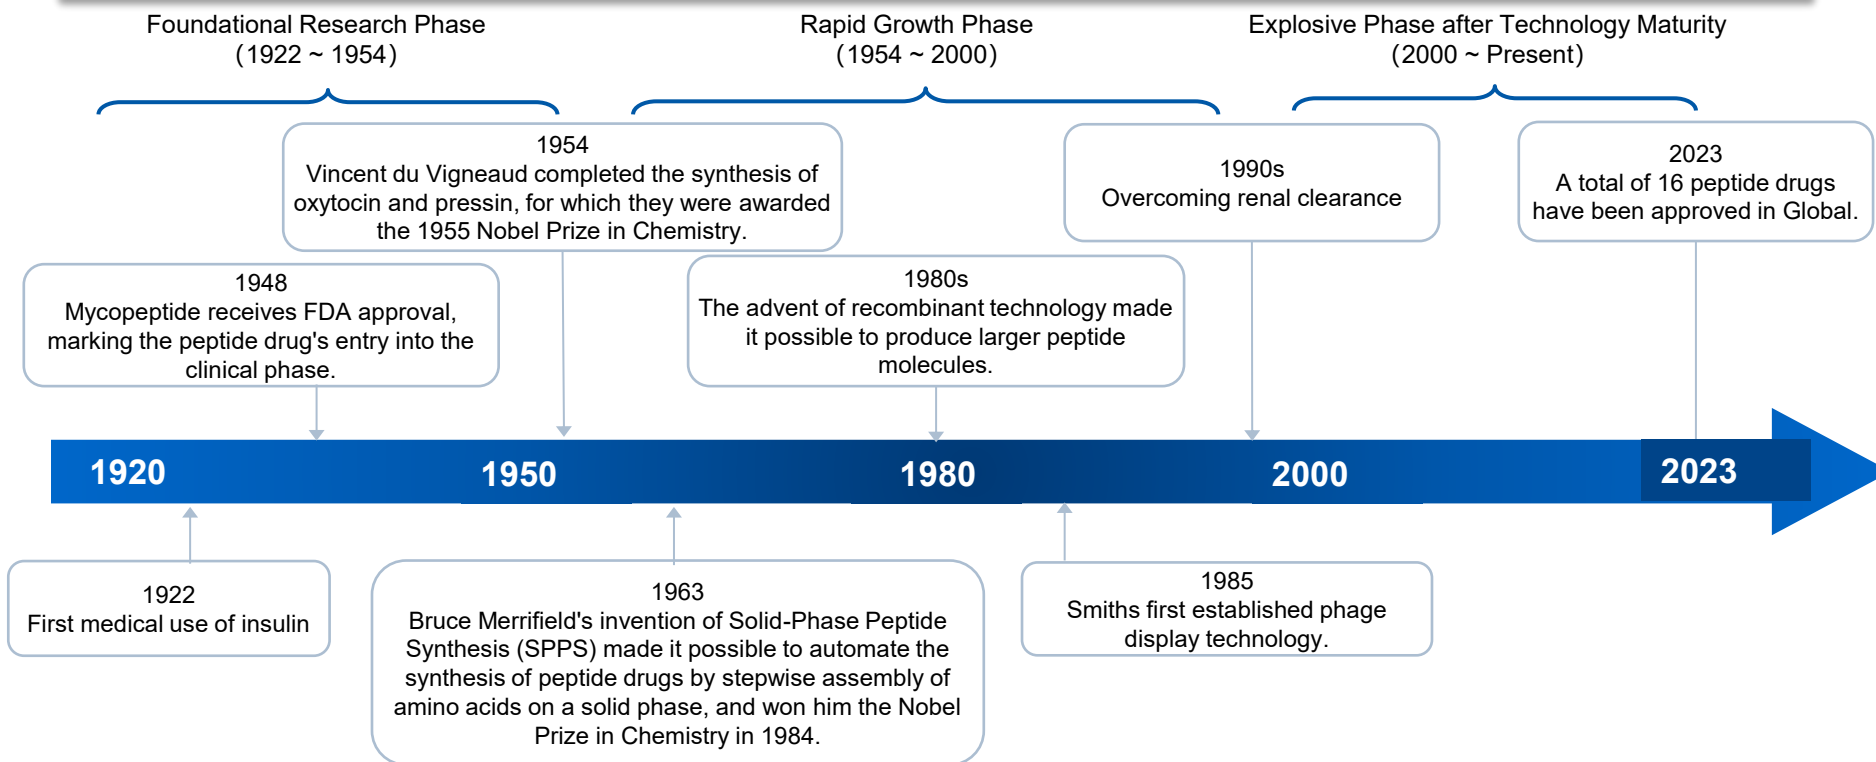 Foundational Research Phase
(1922 ~ 1954)
Rapid Growth Phase
(1954 ~ 2000)
Explosive Phase after Technology Maturity
(2000 ~ Present)
1954
Vincent du Vigneaud completed the synthesis of
oxytocin and pressin, for which they were awarded
the 1955 Nobel Prize in Chemistry.
1990s
Overcoming renal clearance
2023
A total of 16 peptide drugs
have been approved in Global.
1948
Mycopeptide receives FDA approval,
marking the peptide drug's entry into the
clinical phase.
1980s
The advent of recombinant technology made
it possible to produce larger peptide
molecules.
1920
1950
1980
2000
2023
1922
First medical use of insulin
1963
Bruce Merrifield's invention of Solid-Phase Peptide
Synthesis (SPPS) made it possible to automate the
synthesis of peptide drugs by stepwise assembly of
amino acids on a solid phase, and won him the Nobel
Prize in Chemistry in 1984.
1985
Smiths first established phage
display technology.